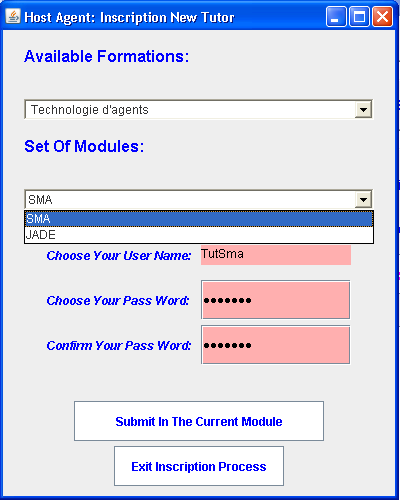 Host Agent: Inscription New Tutor
Available Formations:
Technologie d'agents
Set Of Modules:
SMA
SMA
JADE
Choose Your User Name: TutSma
Choose Your Pass Word: •••••••
Confirm Your Pass Word: •••••••
Submit In The Current Module
Exit Inscription Process